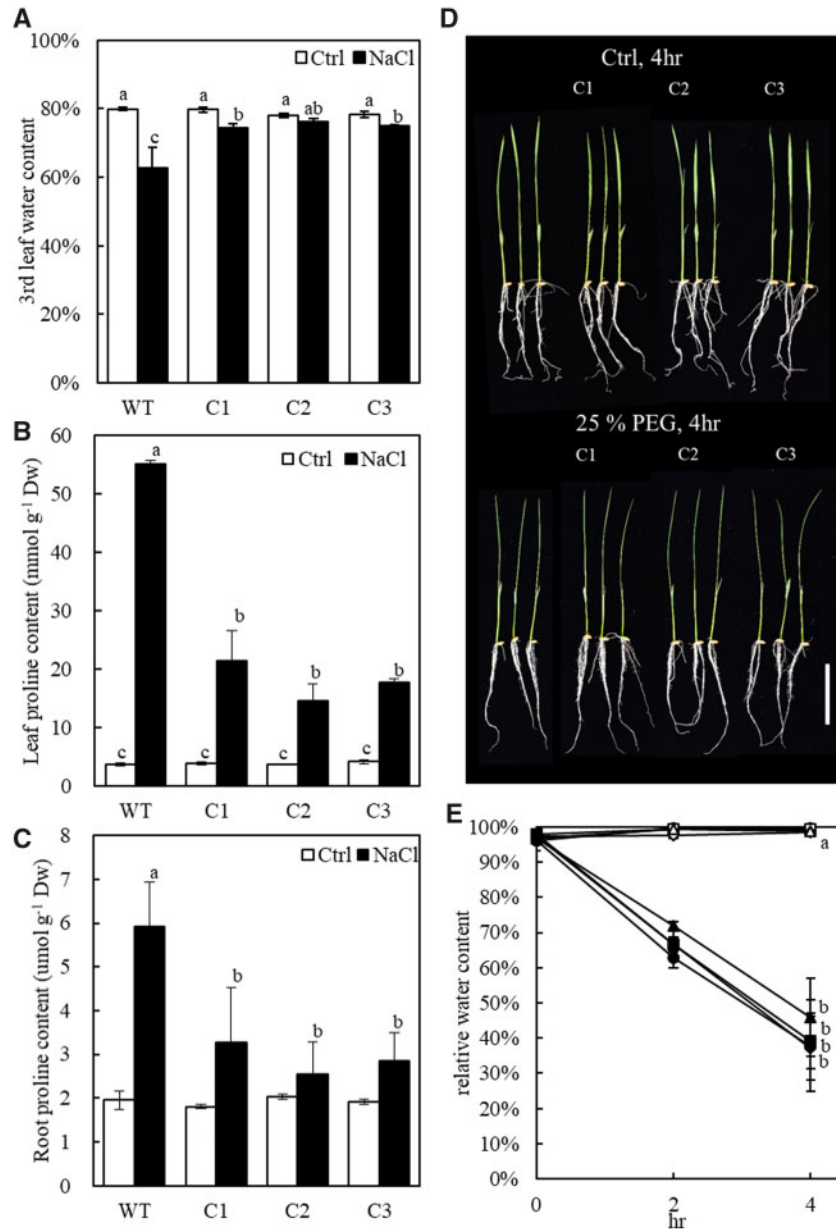 A
100%
80%
60%
40%
20%
0%
3rd leaf water content
Ctrl NaCl
a a a a
c b ab b
WT C1 C2 C3
B
60
50
40
30
20
10
0
Leaf proline content (mmol g-1 Dw)
Ctrl NaCl
a
b b b
c c c c
WT C1 C2 C3
C
8
7
6
5
4
3
2
1
0
Root proline content (umol g-1 Dw)
Ctrl NaCl
a
b b b
WT C1 C2 C3
D
Ctrl, 4hr
C1 C2 C3
25 % PEG, 4hr
C1 C2 C3
E
100%
90%
80%
70%
60%
50%
40%
30%
20%
10%
0%
relative water content
a
b
b
b
b
0 2 4
hr